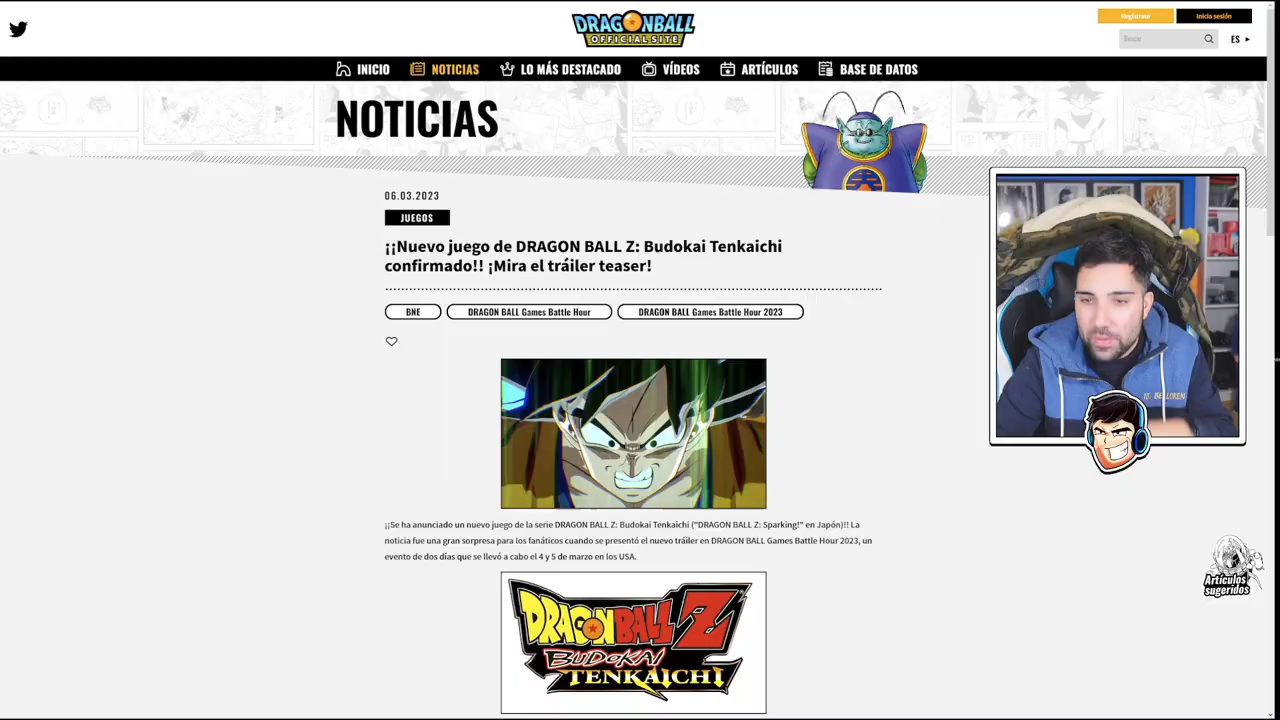 DRAGONBALL
OFFICIAL SITE
Regístrate
Inicia sesión
Buscar
ES
INICIO
NOTICIAS
LO MÁS DESTACADO
VÍDEOS
ARTÍCULOS
BASE DE DATOS
NOTICIAS
06.03.2023
JUEGOS
¡¡Nuevo juego de DRAGON BALL Z: Budokai Tenkaichi
confirmado!! ¡Mira el tráiler teaser!
BNE
DRAGON BALL Games Battle Hour
DRAGON BALL Games Battle Hour 2023
¡¡Se ha anunciado un nuevo juego de la serie DRAGON BALL Z: Budokai Tenkaichi ("DRAGON BALL Z: Sparking!" en Japón)!! La
noticia fue una gran sorpresa para los fanáticos cuando se presentó el nuevo tráiler en DRAGON BALL Games Battle Hour 2023, un
evento de dos días que se llevó a cabo el 4 y 5 de marzo en los USA.
Artículos
sugeridos
DRAGONBALL Z
BUDOKAI
TENKAICHI